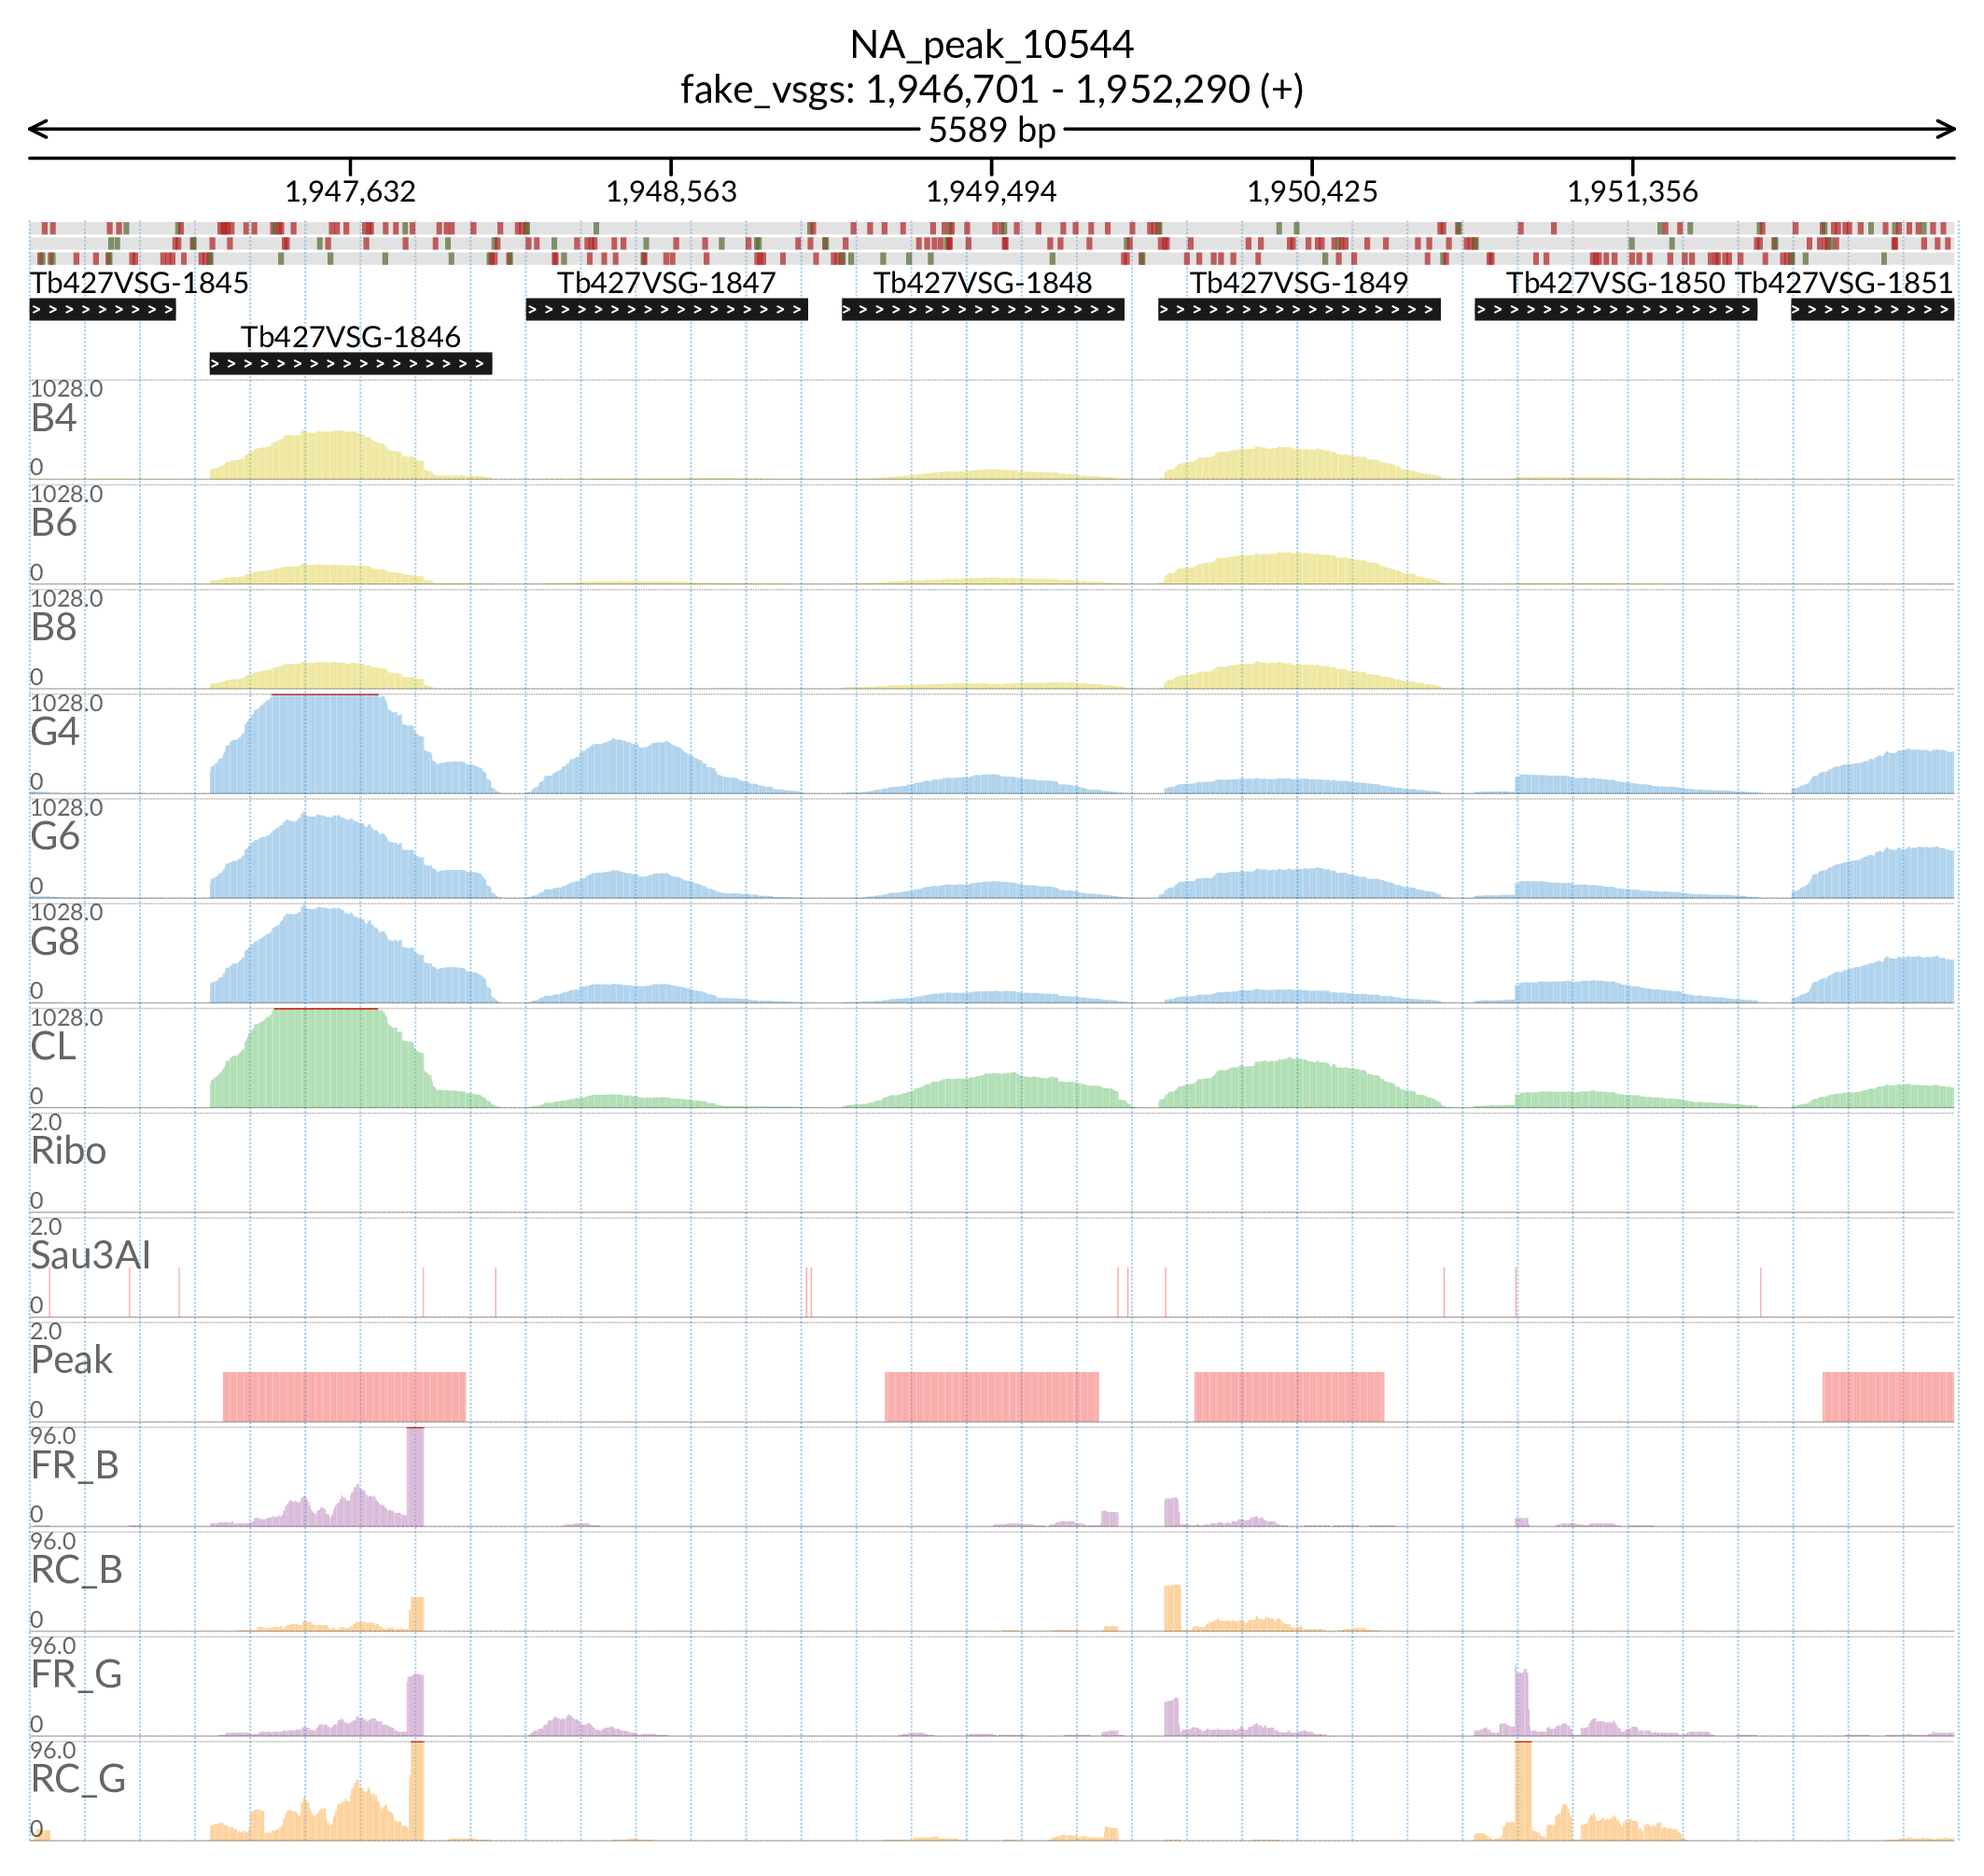 NA_peak_10544
fake_vsgs: 1,946,701 - 1,952,290 (+)
5589 bp
1,947,632 1,948,563 1,949,494 1,950,425 1,951,356
Tb427VSG-1845 Tb427VSG-1847 Tb427VSG-1848 Tb427VSG-1849 Tb427VSG-1850 Tb427VSG-1851
Tb427VSG-1846
1028.0
B4
0
1028.0
B6
0
1028.0
B8
0
1028.0
G4
0
1028.0
G6
0
1028.0
G8
0
1028.0
CL
0
2.0
Ribo
0
2.0
Sau3AI
0
2.0
Peak
0
96.0
FR_B
0
96.0
RC_B
0
96.0
FR_G
0
96.0
RC_G
0